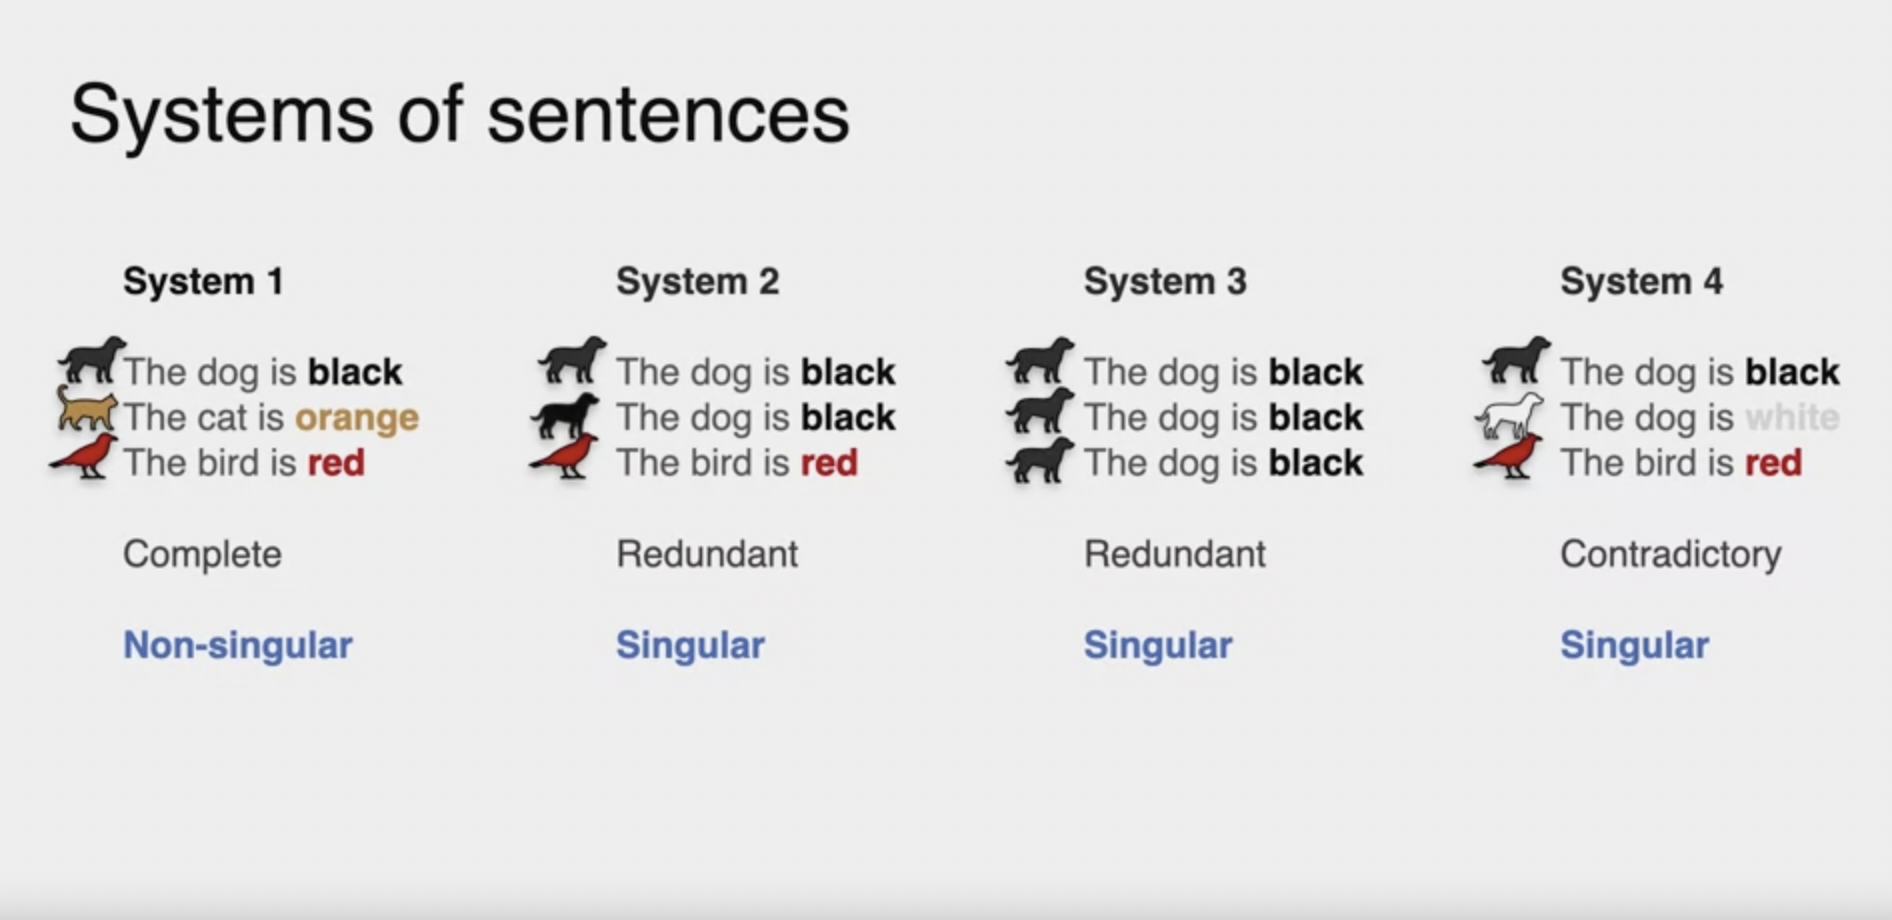 Systems of sentences
System 1
The dog is black
The cat is orange
The bird is red
Complete
Non-singular
System 2
The dog is black
The dog is black
The bird is red
Redundant
Singular
System 3
The dog is black
The dog is black
The dog is black
Redundant
Singular
System 4
The dog is black
The dog is white
The bird is red
Contradictory
Singular